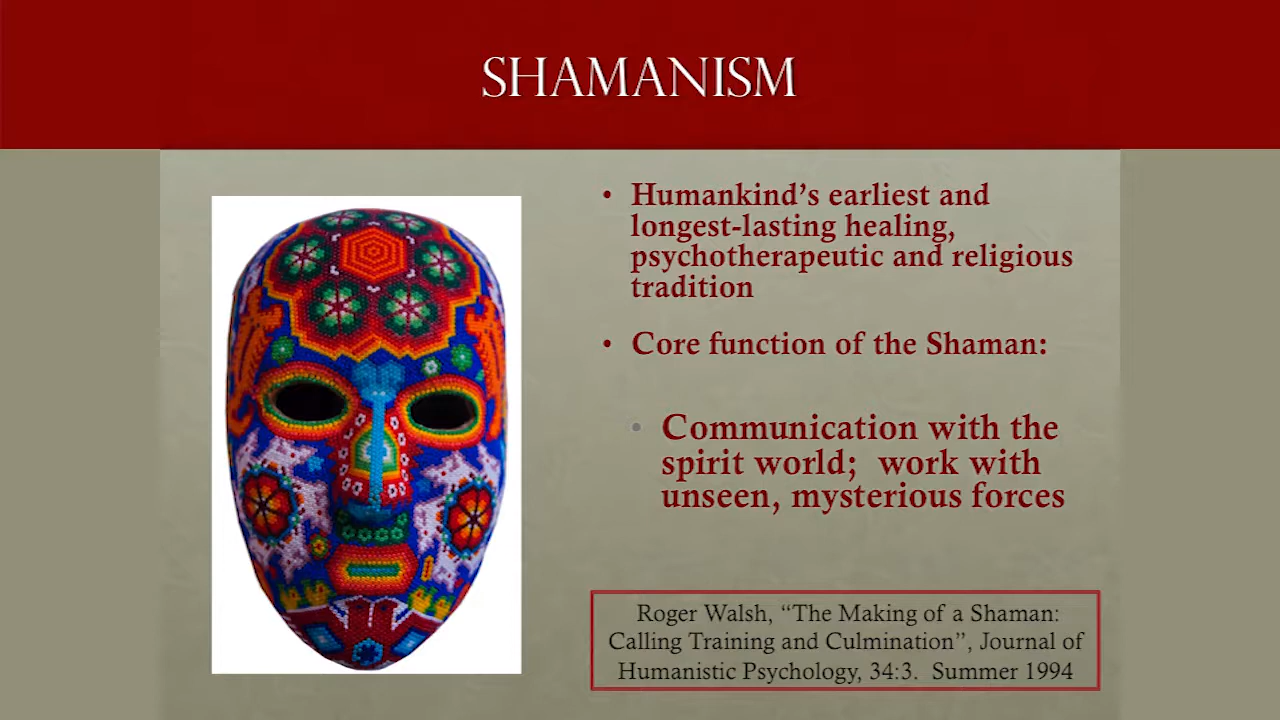 SHAMANISM
• Humankind’s earliest and
longest-lasting healing,
psychotherapeutic and religious
tradition
• Core function of the Shaman:
• Communication with the
spirit world;  work with
unseen, mysterious forces
Roger Walsh, “The Making of a Shaman:
Calling Training and Culmination”, Journal of
Humanistic Psychology, 34:3.  Summer 1994